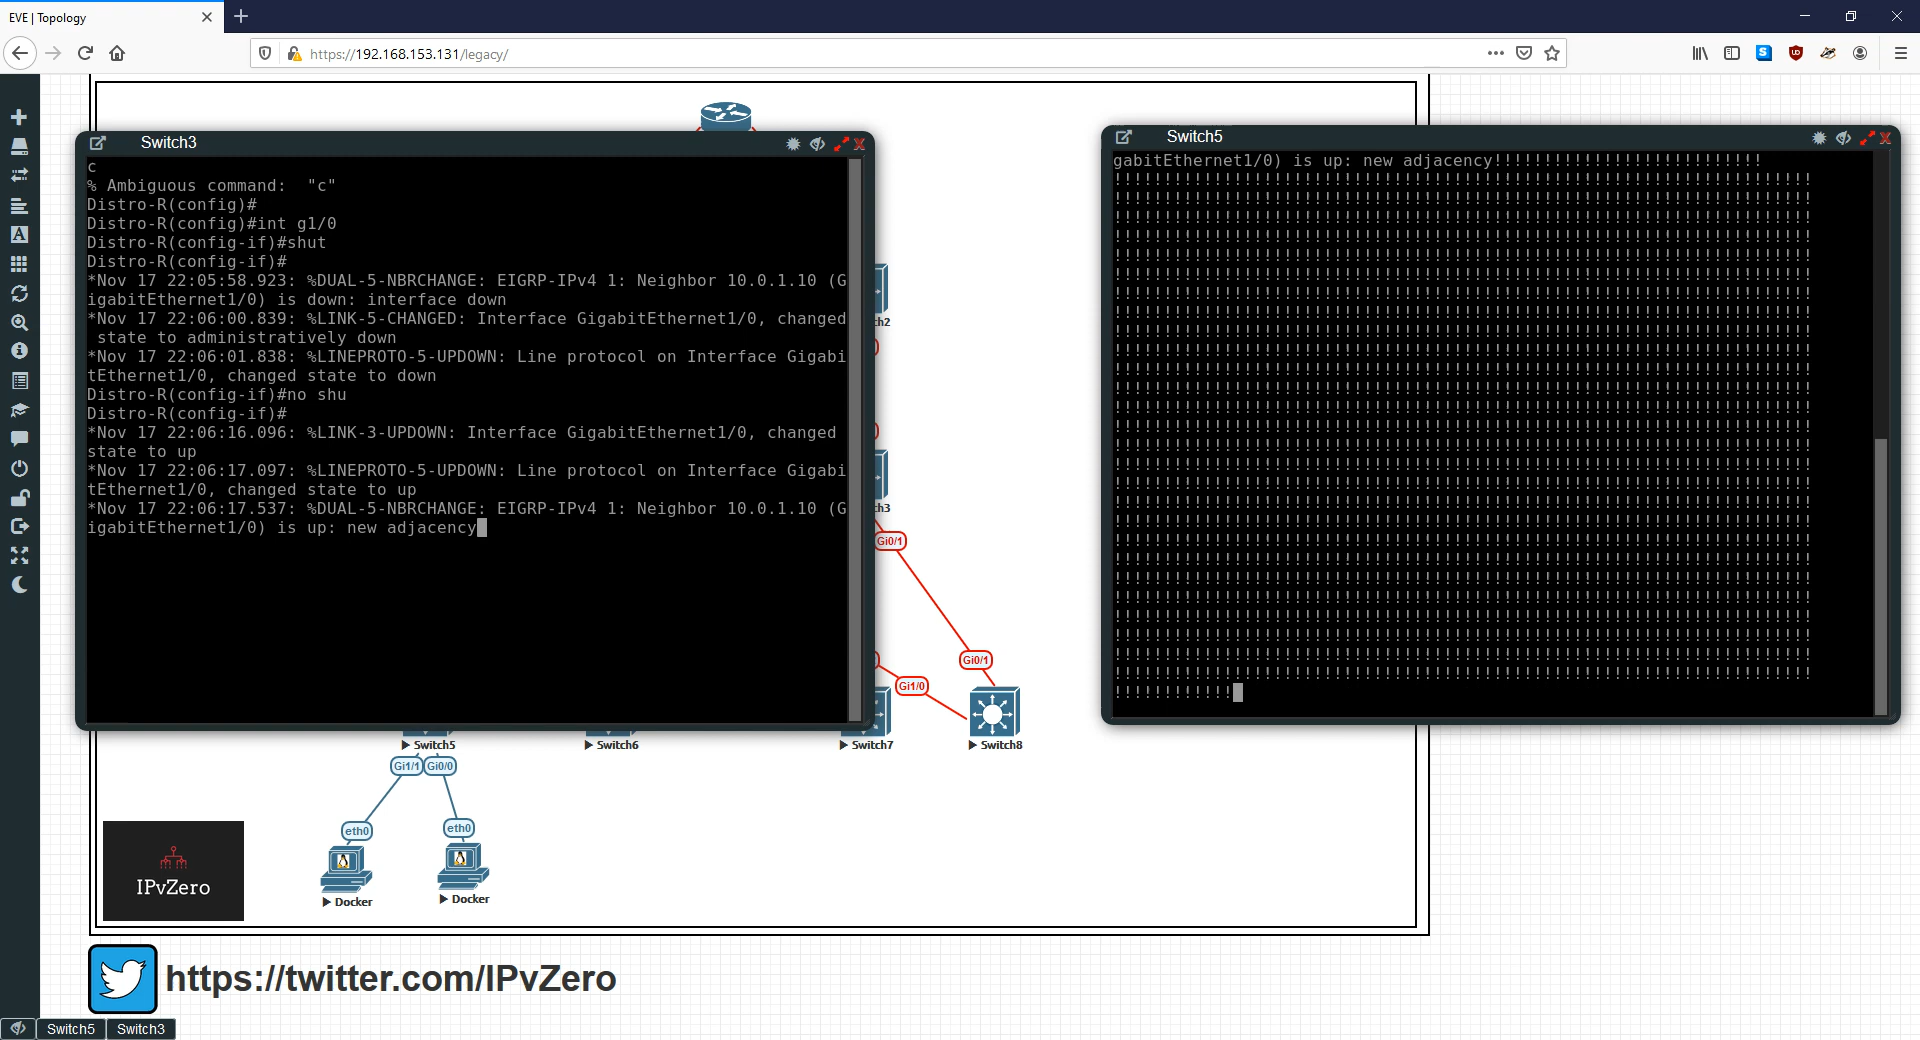 EVE | Topology
https://192.168.153.131/legacy/
Switch3
c
% Ambiguous command:  "c"
Distro-R(config)#
Distro-R(config)#int g1/0
Distro-R(config-if)#shut
Distro-R(config-if)#
*Nov 17 22:05:58.923: %DUAL-5-NBRCHANGE: EIGRP-IPv4 1: Neighbor 10.0.1.10 (G
igabitEthernet1/0) is down: interface down
*Nov 17 22:06:00.839: %LINK-5-CHANGED: Interface GigabitEthernet1/0, changed
 state to administratively down
*Nov 17 22:06:01.838: %LINEPROTO-5-UPDOWN: Line protocol on Interface Gigabi
tEthernet1/0, changed state to down
Distro-R(config-if)#no shu
Distro-R(config-if)#
*Nov 17 22:06:16.096: %LINK-3-UPDOWN: Interface GigabitEthernet1/0, changed
state to up
*Nov 17 22:06:17.097: %LINEPROTO-5-UPDOWN: Line protocol on Interface Gigabi
tEthernet1/0, changed state to up
*Nov 17 22:06:17.537: %DUAL-5-NBRCHANGE: EIGRP-IPv4 1: Neighbor 10.0.1.10 (G
igabitEthernet1/0) is up: new adjacency
Switch5
gabitEthernet1/0) is up: new adjacency!!!!!!!!!!!!!!!!!!!!!!!!!!!
ch2
ch3
Gi0/1
Gi0/1
Gi1/0
Switch5
Switch6
Switch7
Switch8
Gi1/1
Gi0/0
eth0
eth0
Docker
Docker
IPvZero
https://twitter.com/IPvZero
Switch5
Switch3